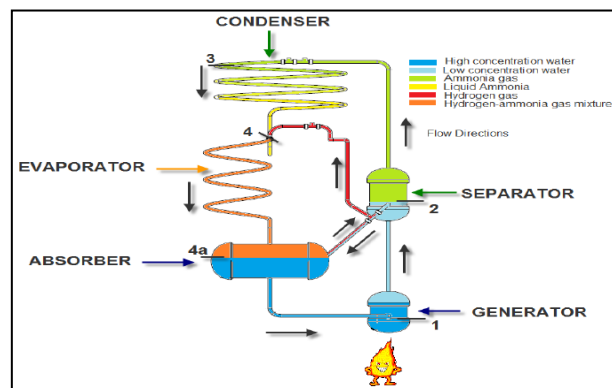 CONDENSER
3
High concentration water
Low concentration water
Ammonia gas
Liquid Ammonia
Hydrogen gas
Hydrogen-ammonia gas mixture
Flow Directions
4
EVAPORATOR
SEPARATOR
2
4a
ABSORBER
GENERATOR
1